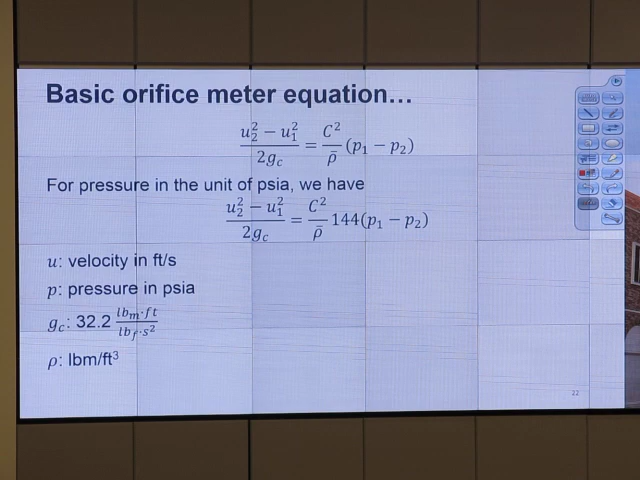 Basic orifice meter equation…
(u₂² − u₁²)/(2g_c) = (C²/ρ̄)(p₁ − p₂)
For pressure in the unit of psia, we have
(u₂² − u₁²)/(2g_c) = (C²/ρ̄) 144(p₁ − p₂)
u: velocity in ft/s
p: pressure in psia
g_c: 32.2 (lb_m·ft)/(lb_f·s²)
ρ: lbm/ft³
22